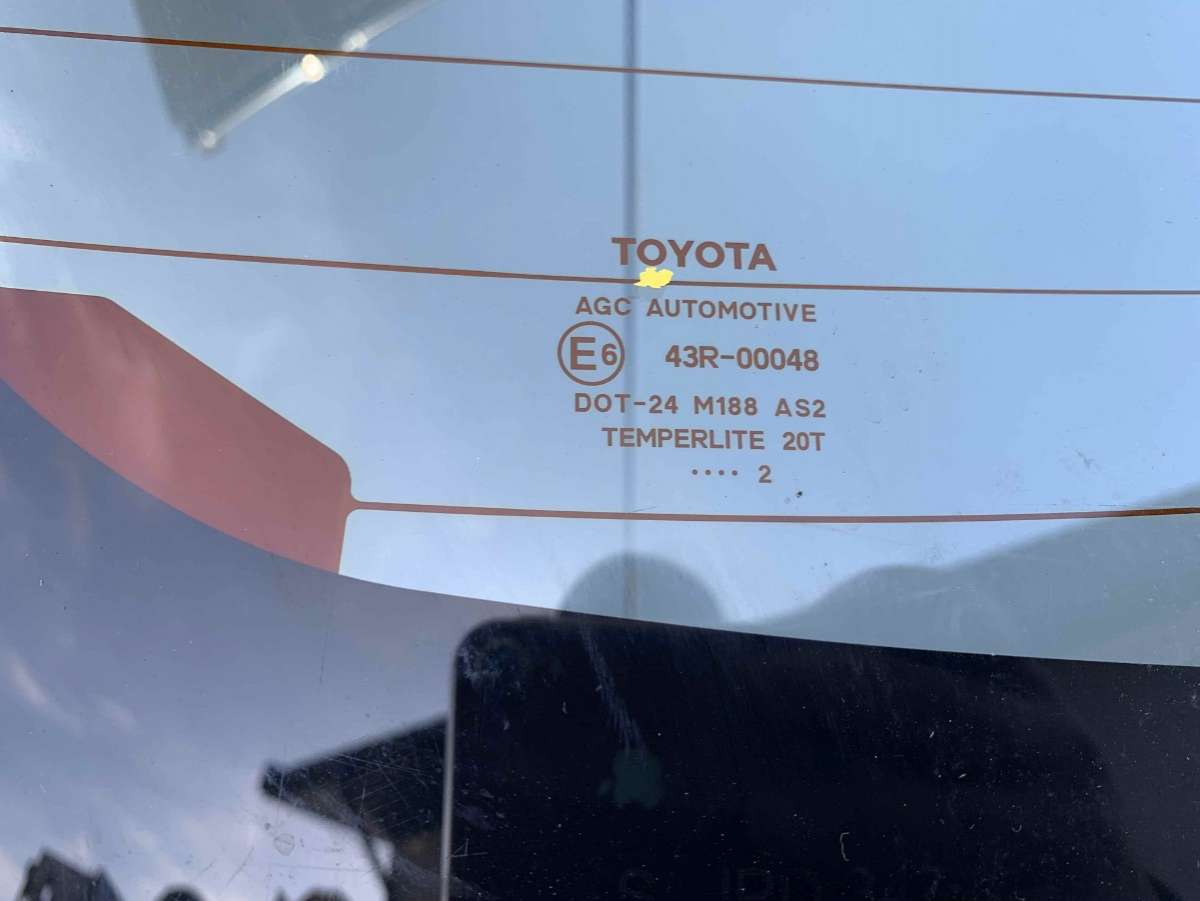 TOYOTA
AGC AUTOMOTIVE
E6 43R-00048
DOT-24 M188 AS2
TEMPERLITE 20T
•••• 2